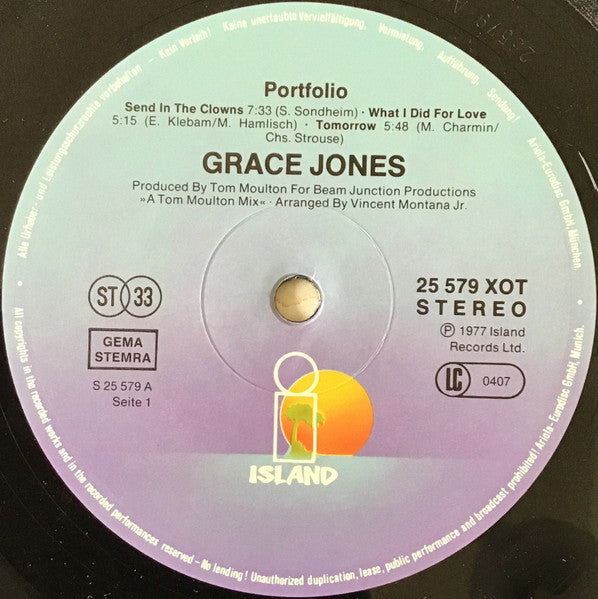 Alle Urheber- und Leistungsschutzrechte vorbehalten – Kein Verleih! Keine unerlaubte Vervielfältigung, Vermietung, Aufführung, Sendung! Ariola-Eurodisc GmbH, München.
25579
Portfolio
Send In The Clowns 7:33 (S. Sondheim) · What I Did For Love
5:15 (E. Klebam/M. Hamlisch) · Tomorrow 5:48 (M. Charmin/
Chs. Strouse)
GRACE JONES
Produced By Tom Moulton For Beam Junction Productions
»A Tom Moulton Mix« · Arranged By Vincent Montana Jr.
ST 33
GEMA
STEMRA
S 25 579 A
Seite 1
25 579 XOT
STEREO
Ⓟ 1977 Island
Records Ltd.
LC 0407
i
ISLAND
All copyrights in the recorded works and in the recorded performances reserved – No lending! Unauthorized duplication, lease, public performance and broadcast prohibited! Ariola-Eurodisc GmbH, Munich.